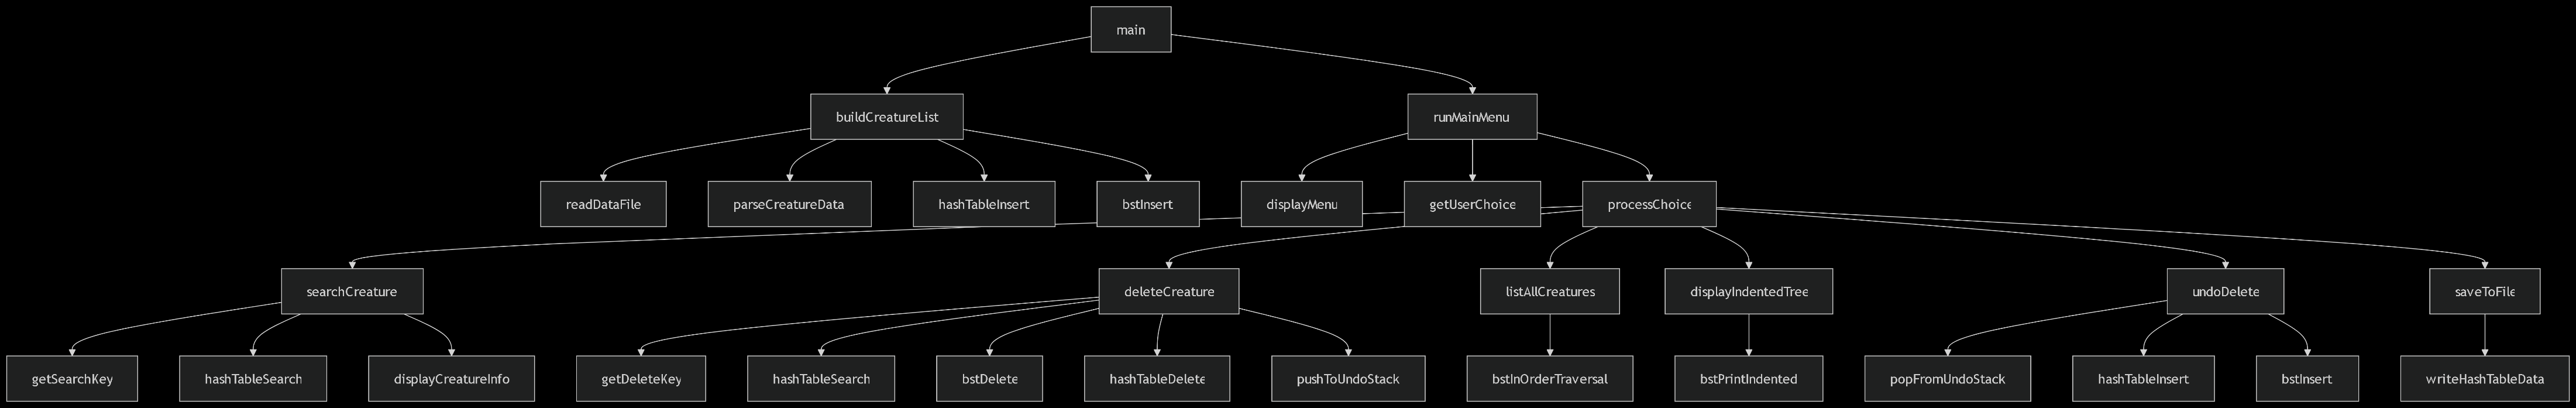 main
buildCreatureList
runMainMenu
readDataFile
parseCreatureData
hashTableInsert
bstInsert
displayMenu
getUserChoice
processChoice
searchCreature
deleteCreature
listAllCreatures
displayIndentedTree
undoDelete
saveToFile
getSearchKey
hashTableSearch
displayCreatureInfo
getDeleteKey
hashTableSearch
bstDelete
hashTableDelete
pushToUndoStack
bstInOrderTraversal
bstPrintIndented
popFromUndoStack
hashTableInsert
bstInsert
writeHashTableData